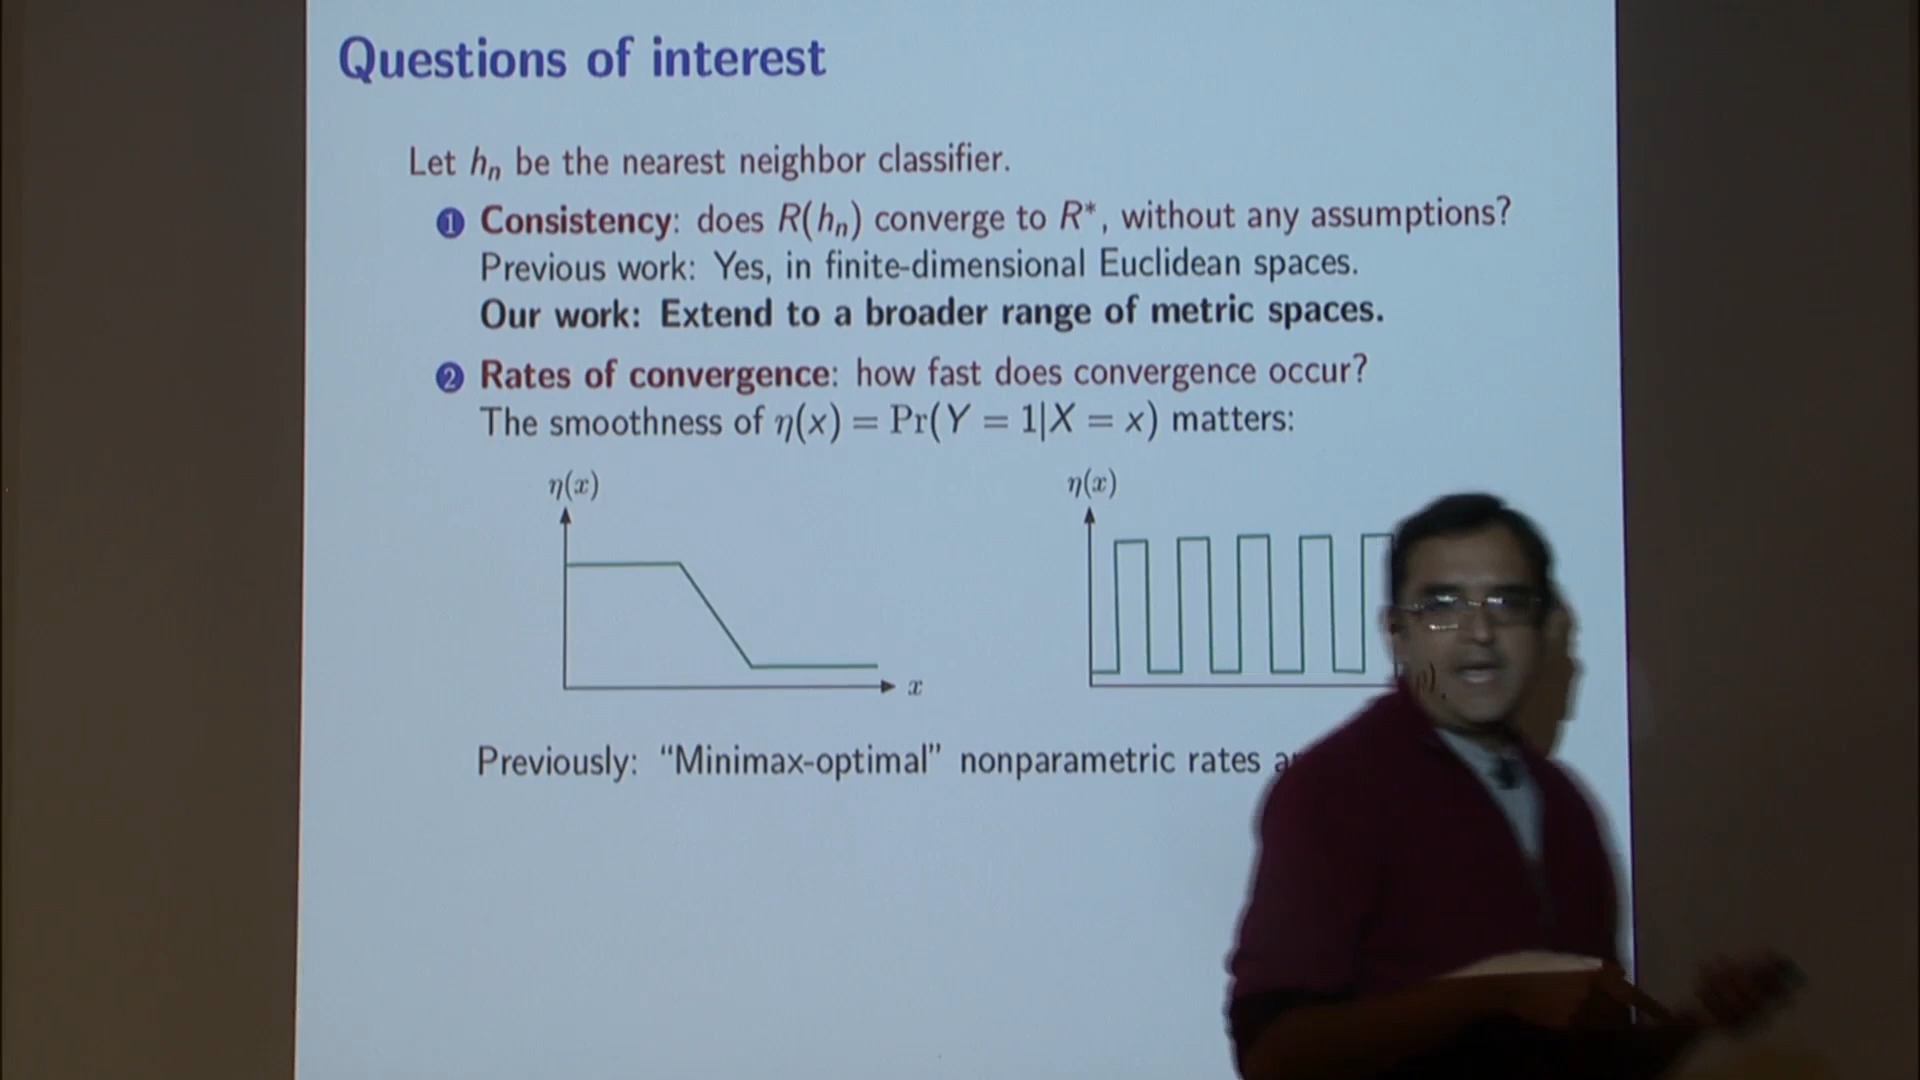 Questions of interest
Let hₙ be the nearest neighbor classifier.
1 Consistency: does R(hₙ) converge to R*, without any assumptions?
Previous work: Yes, in finite-dimensional Euclidean spaces.
Our work: Extend to a broader range of metric spaces.
2 Rates of convergence: how fast does convergence occur?
The smoothness of η(x) = Pr(Y = 1|X = x) matters:
η(x)
η(x)
x
Previously: “Minimax-optimal” nonparametric rates